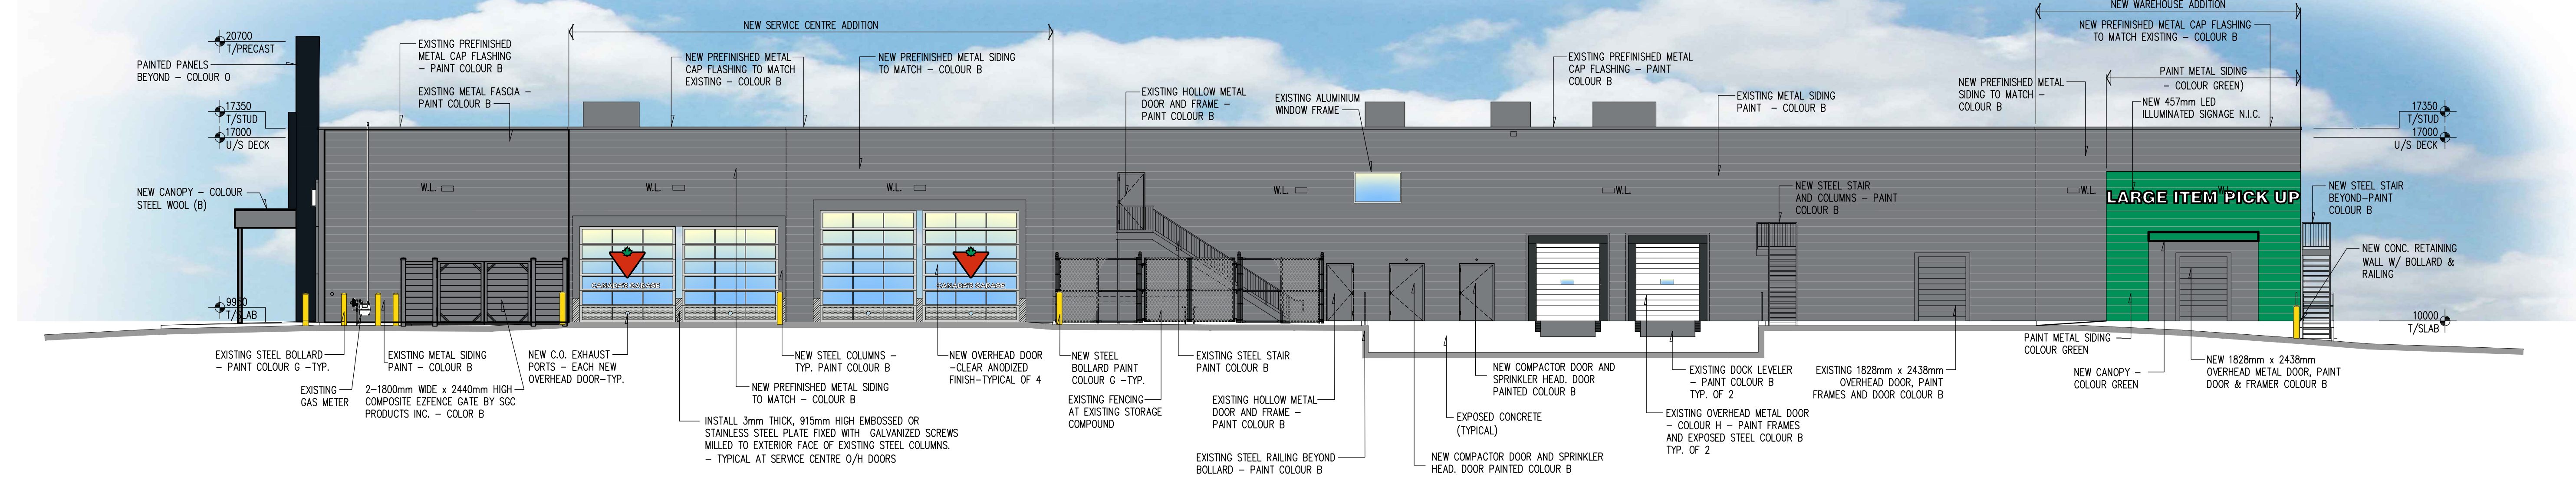 NEW WAREHOUSE ADDITION
NEW SERVICE CENTRE ADDITION
20700
T/PRECAST
PAINTED PANELS
BEYOND - COLOUR O
17350
T/STUD
17000
U/S DECK
NEW CANOPY - COLOUR
STEEL WOOL (B)
9950
T/SLAB
EXISTING PREFINISHED
METAL CAP FLASHING
- PAINT COLOUR B
EXISTING METAL FASCIA -
PAINT COLOUR B
NEW PREFINISHED METAL
CAP FLASHING TO MATCH
EXISTING - COLOUR B
NEW PREFINISHED METAL SIDING
TO MATCH - COLOUR B
EXISTING HOLLOW METAL
DOOR AND FRAME -
PAINT COLOUR B
EXISTING ALUMINIUM
WINDOW FRAME
EXISTING PREFINISHED METAL
CAP FLASHING - PAINT
COLOUR B
EXISTING METAL SIDING
PAINT - COLOUR B
NEW PREFINISHED METAL
SIDING TO MATCH -
COLOUR B
NEW PREFINISHED METAL CAP FLASHING
TO MATCH EXISTING - COLOUR B
PAINT METAL SIDING
- COLOUR GREEN)
NEW 457mm LED
ILLUMINATED SIGNAGE N.I.C.
17350
T/STUD
17000
U/S DECK
W.L.
W.L.
W.L.
W.L.
W.L.
W.L.
W.L.
LARGE ITEM PICK UP
NEW STEEL STAIR
AND COLUMNS - PAINT
COLOUR B
NEW STEEL STAIR
BEYOND-PAINT
COLOUR B
NEW CONC. RETAINING
WALL W/ BOLLARD &
RAILING
10000
T/SLAB
CANADA'S GARAGE
CANADA'S GARAGE
EXISTING STEEL BOLLARD
- PAINT COLOUR G -TYP.
EXISTING
GAS METER
EXISTING METAL SIDING
PAINT - COLOUR B
2-1800mm WIDE x 2440mm HIGH
COMPOSITE EZFENCE GATE BY SGC
PRODUCTS INC. - COLOR B
NEW C.O. EXHAUST
PORTS - EACH NEW
OVERHEAD DOOR-TYP.
NEW STEEL COLUMNS -
TYP. PAINT COLOUR B
NEW PREFINISHED METAL SIDING
TO MATCH - COLOUR B
INSTALL 3mm THICK, 915mm HIGH EMBOSSED OR
STAINLESS STEEL PLATE FIXED WITH GALVANIZED SCREWS
MILLED TO EXTERIOR FACE OF EXISTING STEEL COLUMNS.
- TYPICAL AT SERVICE CENTRE O/H DOORS
NEW OVERHEAD DOOR
-CLEAR ANODIZED
FINISH-TYPICAL OF 4
NEW STEEL
BOLLARD PAINT
COLOUR G -TYP.
EXISTING FENCING
AT EXISTING STORAGE
COMPOUND
EXISTING STEEL STAIR
PAINT COLOUR B
EXISTING HOLLOW METAL
DOOR AND FRAME -
PAINT COLOUR B
EXISTING STEEL RAILING BEYOND
BOLLARD - PAINT COLOUR B
EXPOSED CONCRETE
(TYPICAL)
NEW COMPACTOR DOOR AND SPRINKLER
HEAD. DOOR PAINTED COLOUR B
NEW COMPACTOR DOOR AND
SPRINKLER HEAD. DOOR
PAINTED COLOUR B
EXISTING DOCK LEVELER
- PAINT COLOUR B
TYP. OF 2
EXISTING OVERHEAD METAL DOOR
- COLOUR H - PAINT FRAMES
AND EXPOSED STEEL COLOUR B
TYP. OF 2
EXISTING 1828mm x 2438mm
OVERHEAD DOOR, PAINT
FRAMES AND DOOR COLOUR B
PAINT METAL SIDING -
COLOUR GREEN
NEW CANOPY -
COLOUR GREEN
NEW 1828mm x 2438mm
OVERHEAD METAL DOOR, PAINT
DOOR & FRAMER COLOUR B